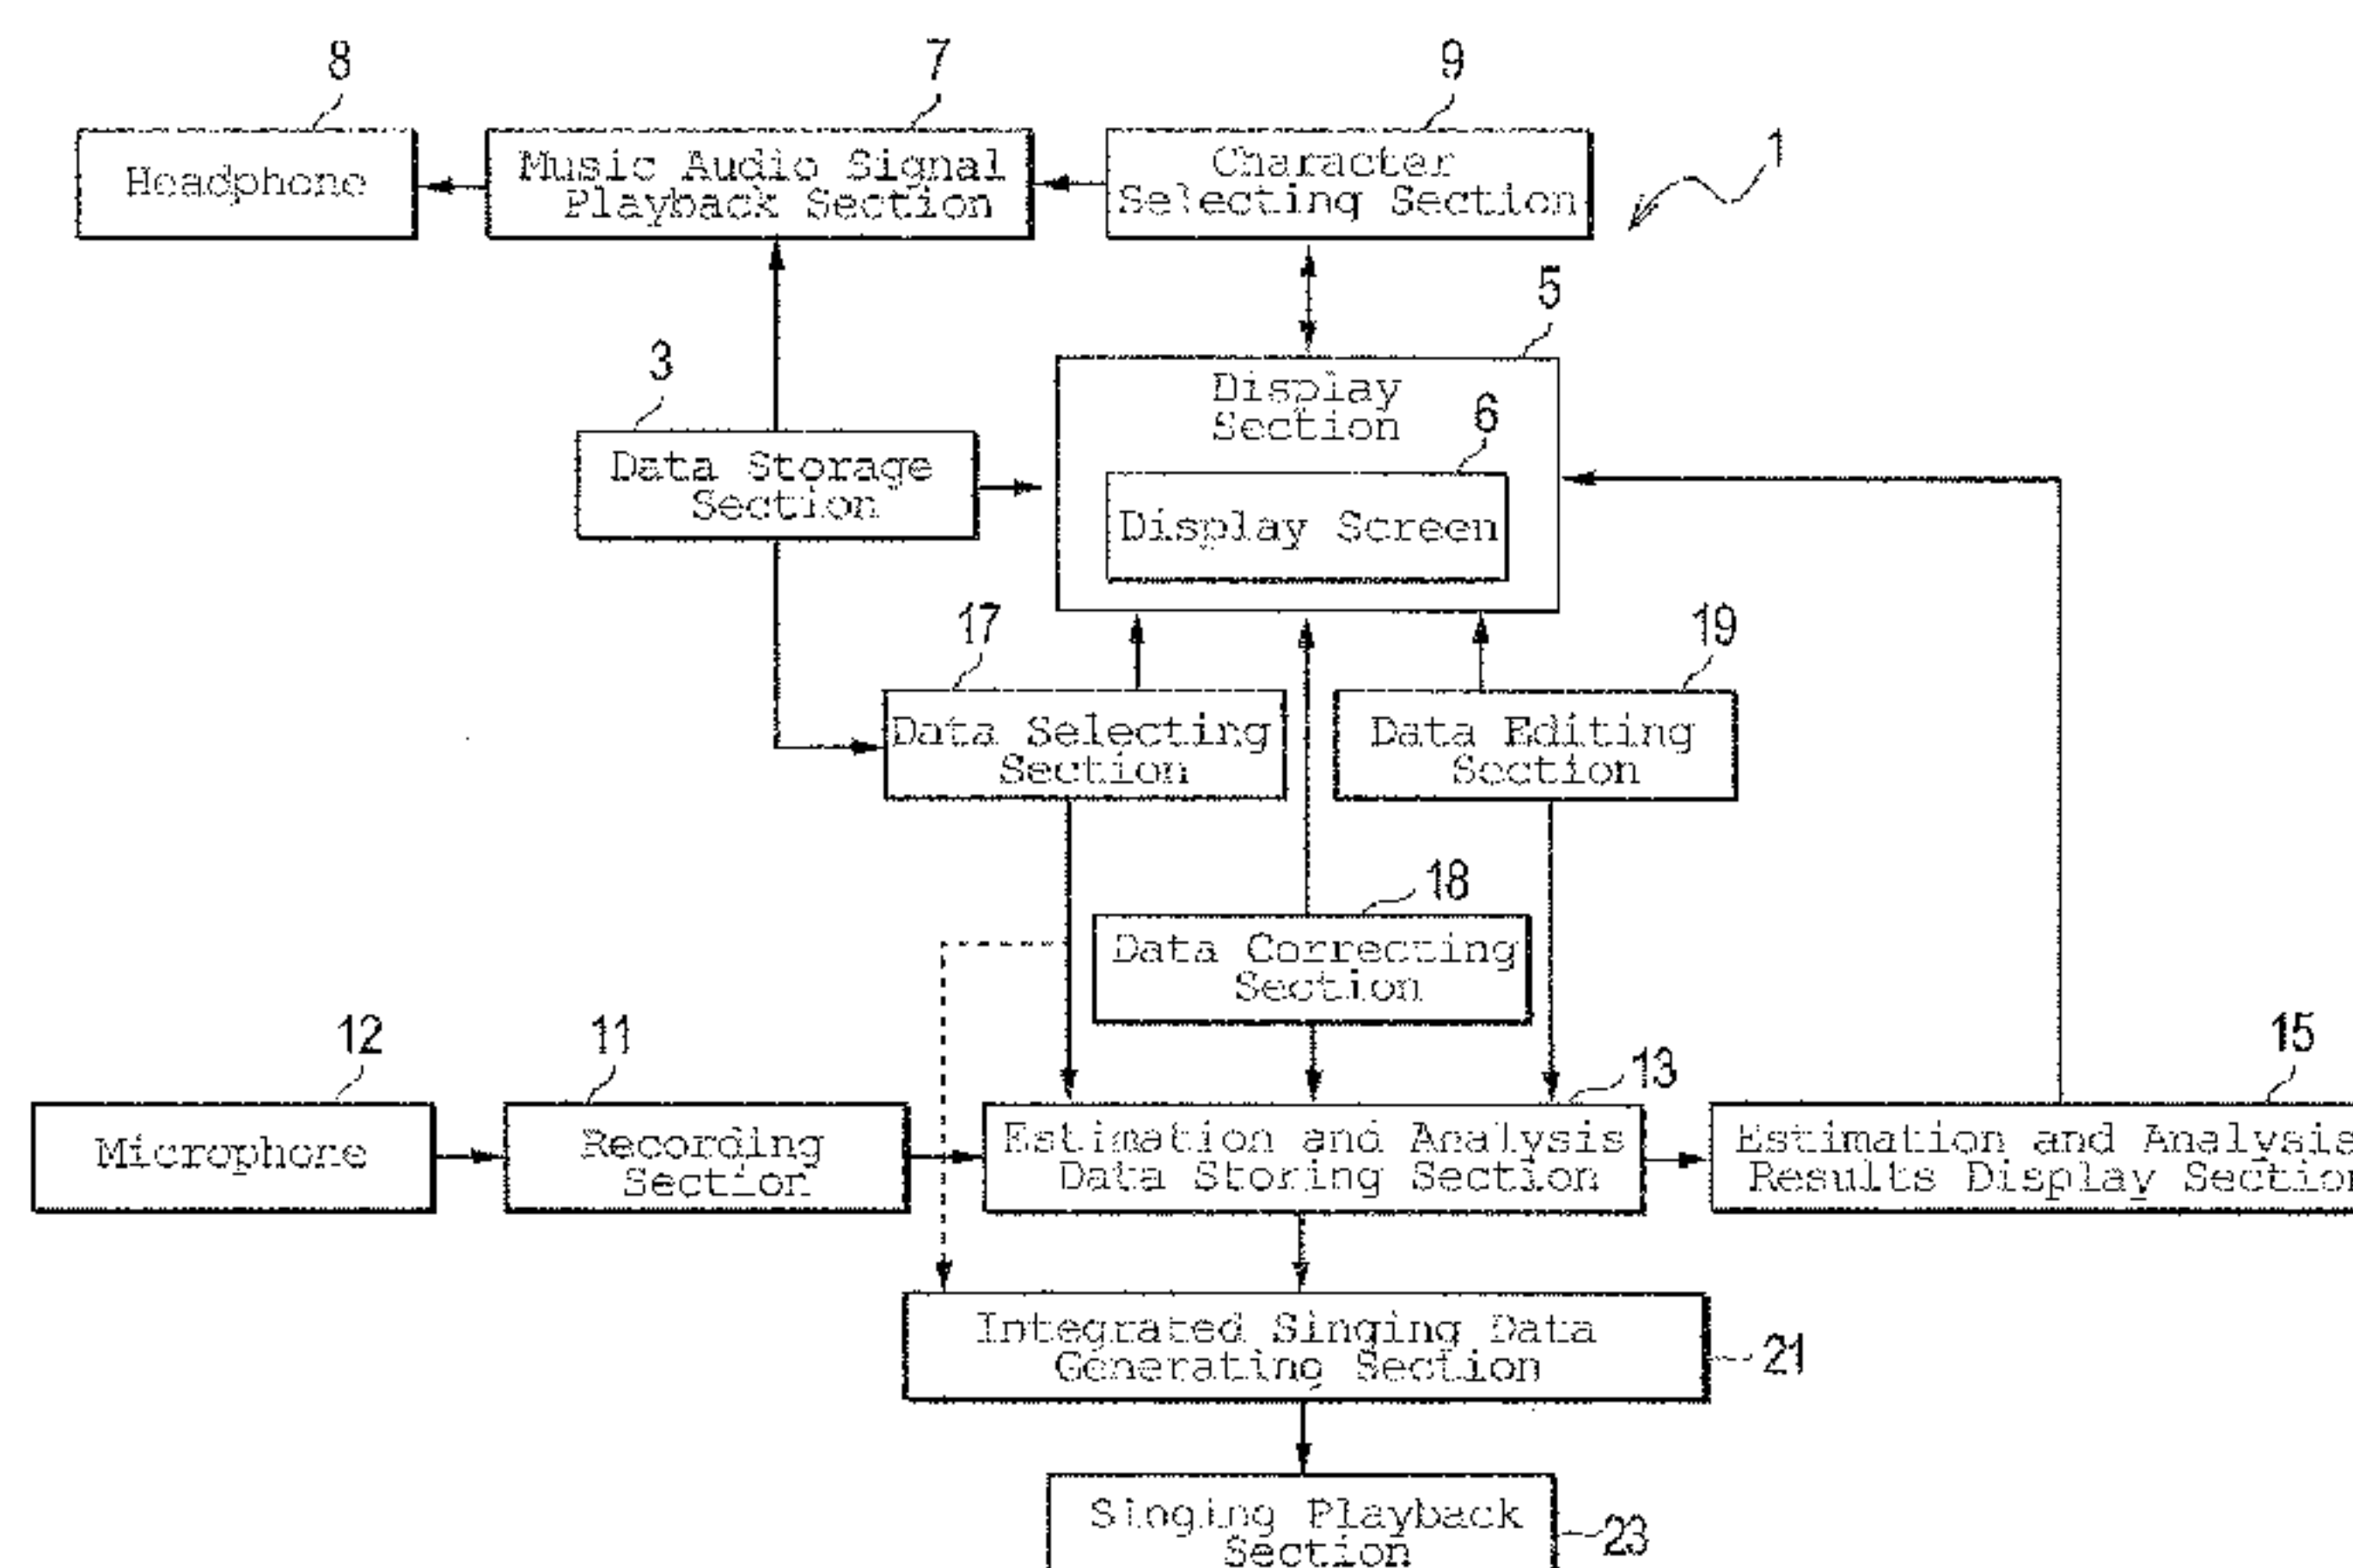 8
7
9
1
Headphone
Music Audio Signal
Playback Section
Character
Selecting Section
5
3
Display
Section
6
Data Storage
Section
Display Screen
17
19
Data Selecting
Section
Data Editing
Section
18
Data Correcting
Section
12
11
13
15
Microphone
Recording
Section
Estimation and Analysis
Data Storing Section
Estimation and Analysis
Results Display Section
Integrated Singing Data
Generating Section
21
Singing Playback
Section
23